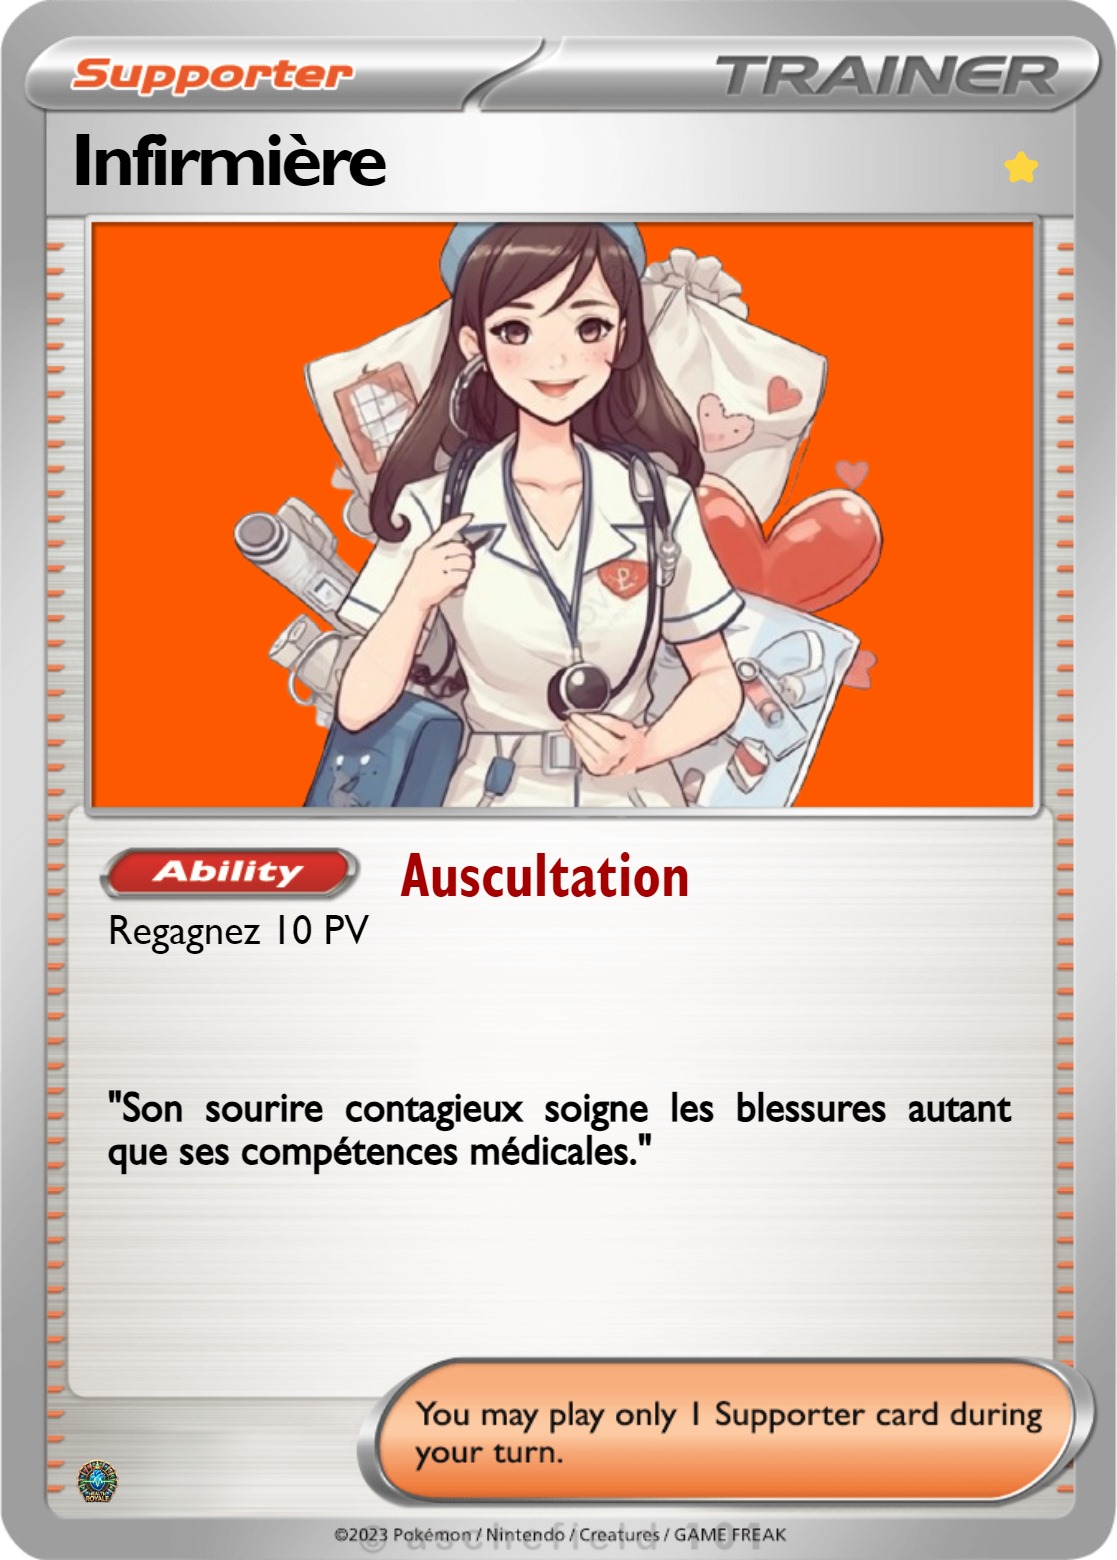 Supporter
TRAINER
Infirmière
Ability Auscultation
Regagnez 10 PV
"Son sourire contagieux soigne les blessures autant
que ses compétences médicales."
You may play only 1 Supporter card during
your turn.
©2023 Pokémon / Nintendo / Creatures / GAME FREAK